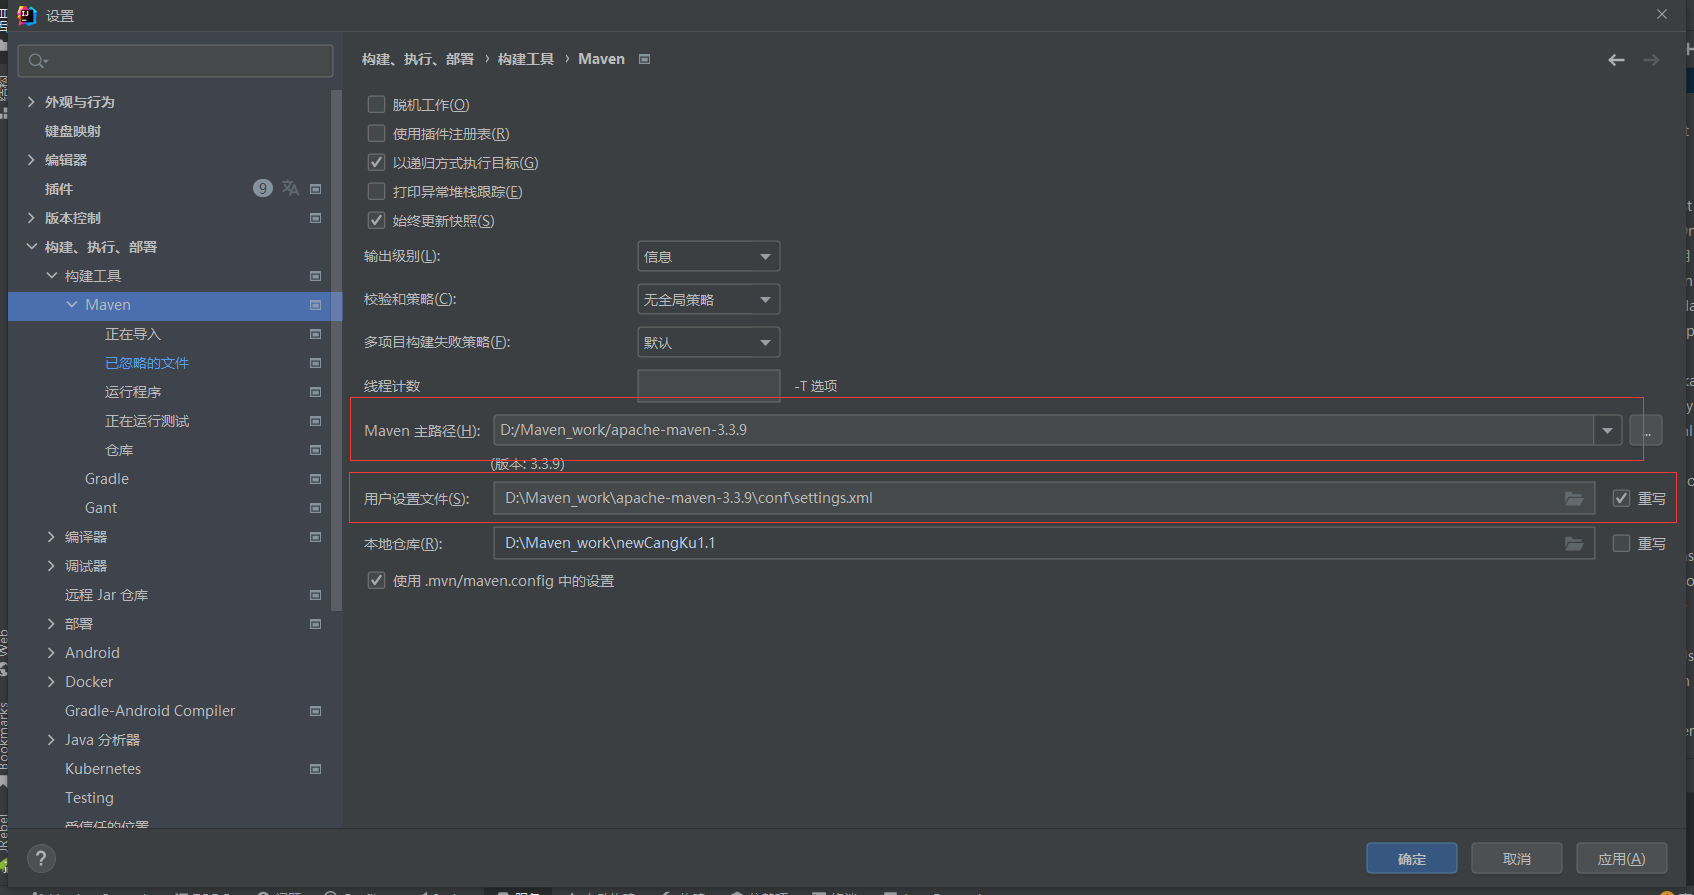 设置
外观与行为
键盘映射
编辑器
插件 9
版本控制
构建、执行、部署
构建工具
Maven
正在导入
已忽略的文件
运行程序
正在运行测试
仓库
Gradle
Gant
编译器
调试器
远程 Jar 仓库
部署
Android
Docker
Gradle-Android Compiler
Java 分析器
Kubernetes
Testing
受信任的位置
构建、执行、部署 › 构建工具 › Maven
脱机工作(O)
使用插件注册表(R)
以递归方式执行目标(G)
打印异常堆栈跟踪(E)
始终更新快照(S)
输出级别(L): 信息
校验和策略(C): 无全局策略
多项目构建失败策略(F): 默认
线程计数 -T 选项
Maven 主路径(H): D:/Maven_work/apache-maven-3.3.9 ...
(版本: 3.3.9)
用户设置文件(S): D:\Maven_work\apache-maven-3.3.9\conf\settings.xml 重写
本地仓库(R): D:\Maven_work\newCangKu1.1 重写
使用 .mvn/maven.config 中的设置
? 确定 取消 应用(A)
Web
Bookmarks
JRebel